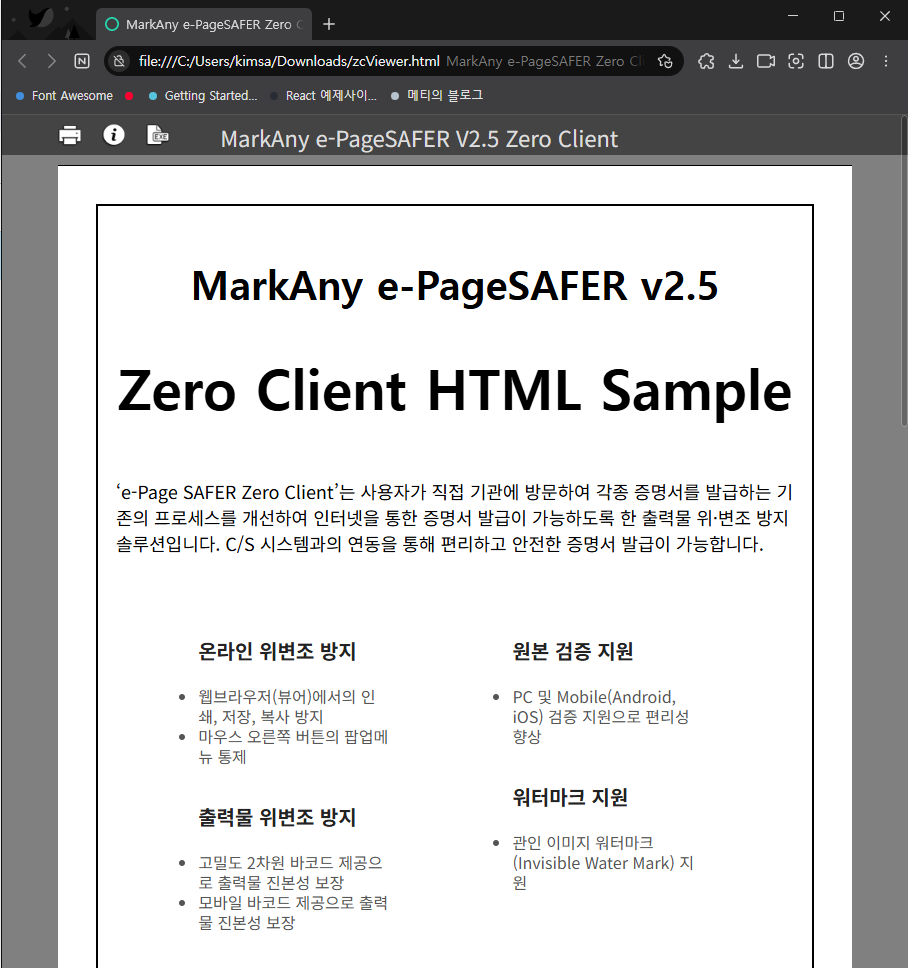 MarkAny e-PageSAFER Zero C
file:///C:/Users/kimsa/Downloads/zcViewer.html MarkAny e-PageSAFER Zero Cl
Font Awesome Getting Started... React 예제사이... 메티의 블로그
EXE MarkAny e-PageSAFER V2.5 Zero Client
MarkAny e-PageSAFER v2.5
Zero Client HTML Sample
‘e-Page SAFER Zero Client’는 사용자가 직접 기관에 방문하여 각종 증명서를 발급하는 기
존의 프로세스를 개선하여 인터넷을 통한 증명서 발급이 가능하도록 한 출력물 위·변조 방지
솔루션입니다. C/S 시스템과의 연동을 통해 편리하고 안전한 증명서 발급이 가능합니다.
온라인 위변조 방지
웹브라우저(뷰어)에서의 인
쇄, 저장, 복사 방지
마우스 오른쪽 버튼의 팝업메
뉴 통제
출력물 위변조 방지
고밀도 2차원 바코드 제공으
로 출력물 진본성 보장
모바일 바코드 제공으로 출력
물 진본성 보장
원본 검증 지원
PC 및 Mobile(Android,
iOS) 검증 지원으로 편리성
향상
워터마크 지원
관인 이미지 워터마크
(Invisible Water Mark) 지
원